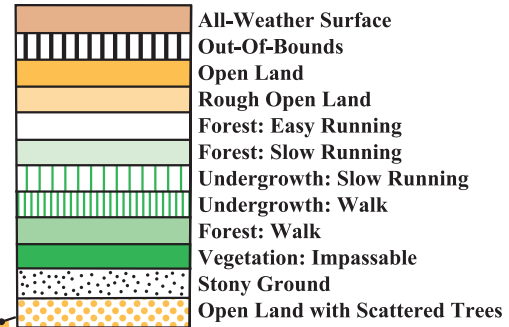 All-Weather Surface
Out-Of-Bounds
Open Land
Rough Open Land
Forest: Easy Running
Forest: Slow Running
Undergrowth: Slow Running
Undergrowth: Walk
Forest: Walk
Vegetation: Impassable
Stony Ground
Open Land with Scattered Trees